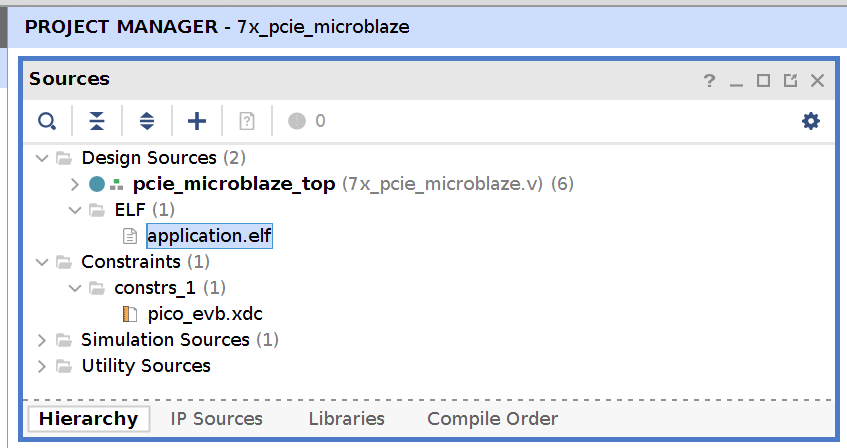 PROJECT MANAGER - 7x_pcie_microblaze
Sources
? 
? 0
Design Sources (2)
pcie_microblaze_top (7x_pcie_microblaze.v) (6)
ELF (1)
application.elf
Constraints (1)
constrs_1 (1)
pico_evb.xdc
Simulation Sources (1)
Utility Sources
Hierarchy IP Sources Libraries Compile Order